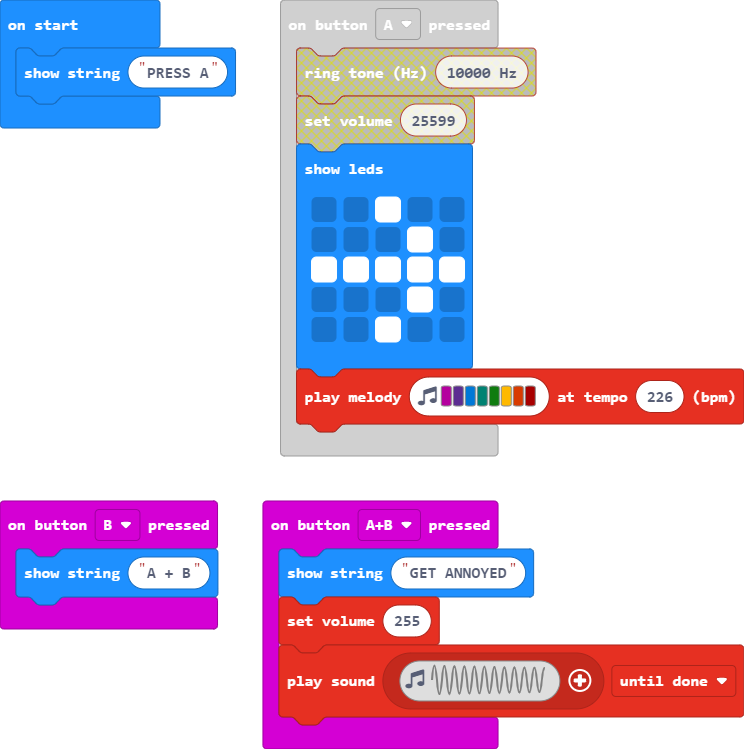 on start
show string "PRESS A"
on button A pressed
ring tone (Hz) 10000 Hz
set volume 25599
show leds
play melody at tempo 226 (bpm)
on button B pressed
show string "A + B"
on button A+B pressed
show string "GET ANNOYED"
set volume 255
play sound until done